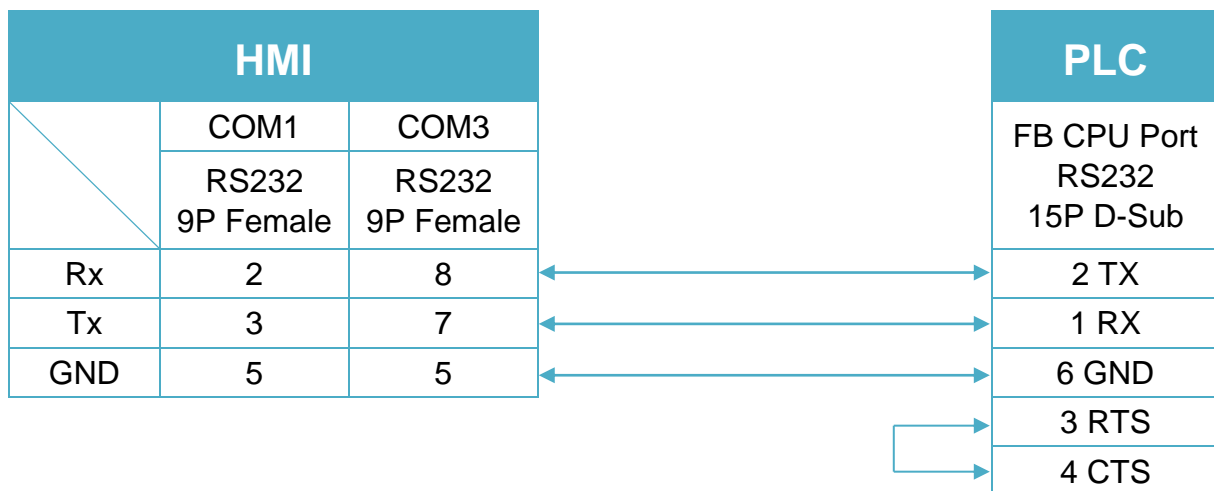 HMI
PLC
COM1 COM3
FB CPU Port
RS232
15P D-Sub
RS232
9P Female
RS232
9P Female
Rx 2 8 2 TX
Tx 3 7 1 RX
GND 5 5 6 GND
3 RTS
4 CTS